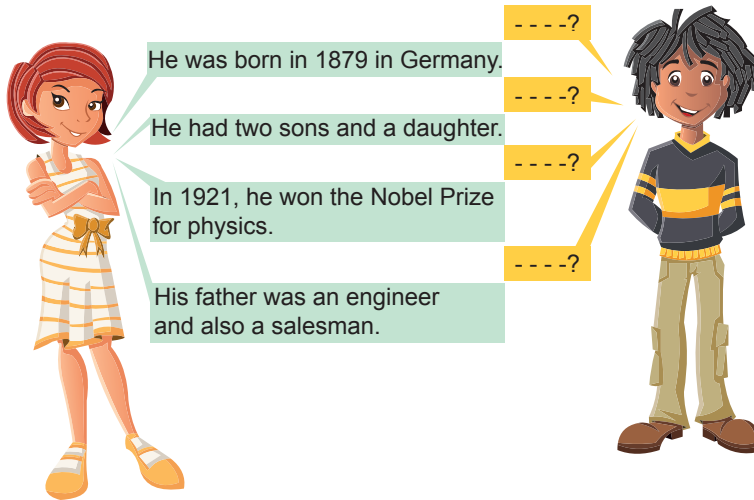 - - - -?
He was born in 1879 in Germany.
- - - -?
He had two sons and a daughter.
- - - -?
In 1921, he won the Nobel Prize
for physics.
- - - -?
His father was an engineer
and also a salesman.